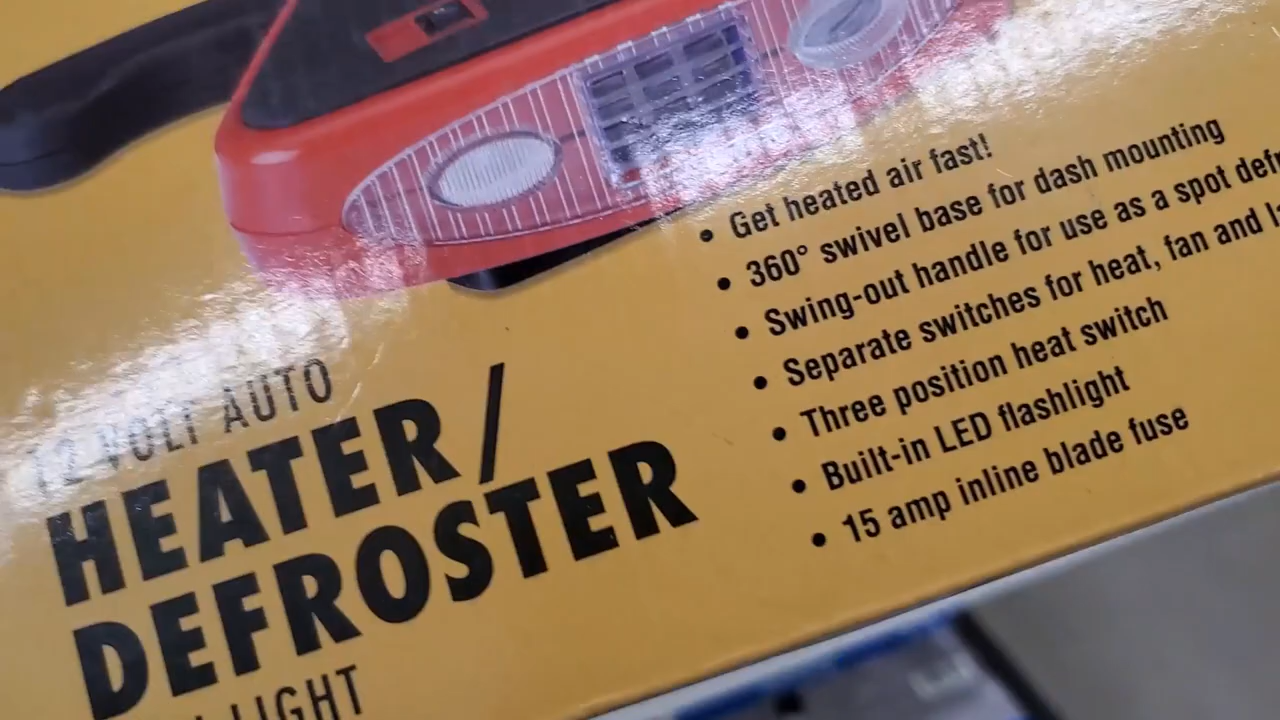 12 VOLT AUTO
HEATER/
DEFROSTER
LIGHT
• Get heated air fast!
• 360° swivel base for dash mounting
• Swing-out handle for use as a spot
• Separate switches for heat, fan and
• Three position heat switch
• Built-in LED flashlight
• 15 amp inline blade fuse